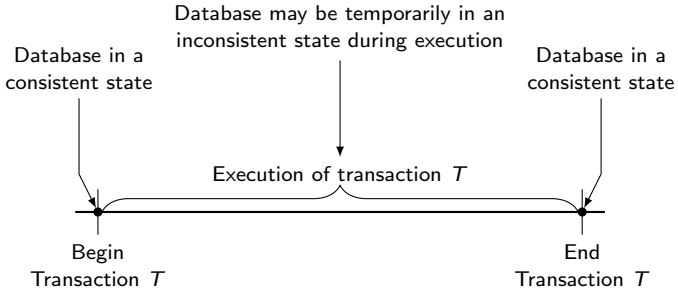 Database may be temporarily in an
inconsistent state during execution
Database in a
consistent state
Database in a
consistent state
Execution of transaction T
Begin
Transaction T
End
Transaction T